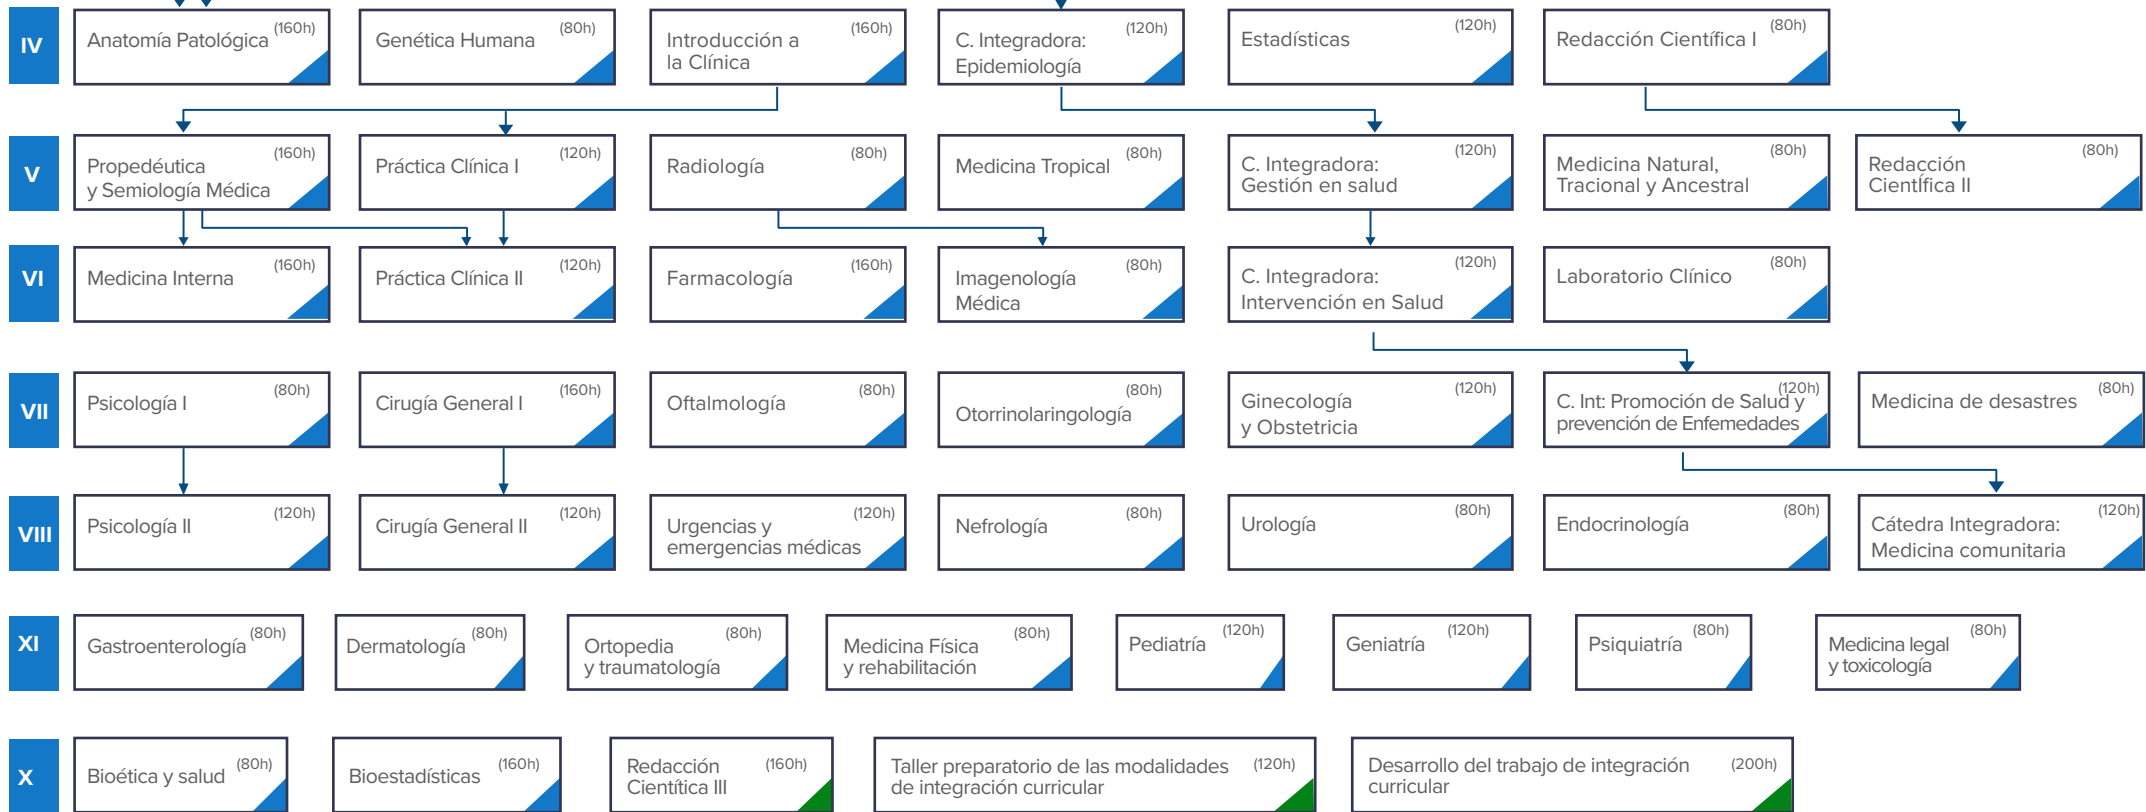 IV
Anatomía Patológica (160h)
Genética Humana (80h)
Introducción a (160h)
la Clínica
C. Integradora: (120h)
Epidemiología
Estadísticas (120h)
Redacción Científica I (80h)
V
Propedéutica (160h)
y Semiología Médica
Práctica Clínica I (120h)
Radiología (80h)
Medicina Tropical (80h)
C. Integradora: (120h)
Gestión en salud
Medicina Natural, (80h)
Tracional y Ancestral
Redacción (80h)
Científica II
VI
Medicina Interna (160h)
Práctica Clínica II (120h)
Farmacología (160h)
Imagenología (80h)
Médica
C. Integradora: (120h)
Intervención en Salud
Laboratorio Clínico (80h)
VII
Psicología I (80h)
Cirugía General I (160h)
Oftalmología (80h)
(80h)
Otorrinolaringología
Ginecología (120h)
y Obstetricia
(120h)
C. Int: Promoción de Salud y
prevención de Enfemedades
Medicina de desastres (80h)
VIII
Psicología II (120h)
Cirugía General II (120h)
Urgencias y (120h)
emergencias médicas
Nefrología (80h)
Urología (80h)
Endocrinología (80h)
Cátedra Integradora: (120h)
Medicina comunitaria
XI
Gastroenterología (80h)
Dermatología (80h)
Ortopedia (80h)
y traumatología
Medicina Física (80h)
y rehabilitación
Pediatría (120h)
Geniatría (120h)
Psiquiatría (80h)
Medicina legal (80h)
y toxicología
X
Bioética y salud (80h)
Bioestadísticas (160h)
Redacción (160h)
Cientítica III
Taller preparatorio de las modalidades (120h)
de integración curricular
Desarrollo del trabajo de integración (200h)
curricular